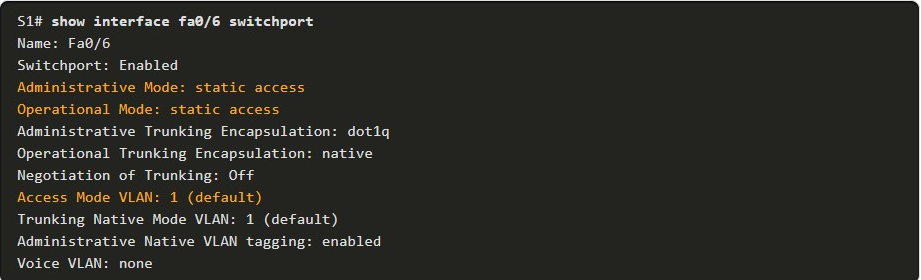 S1# show interface fa0/6 switchport
Name: Fa0/6
Switchport: Enabled
Administrative Mode: static access
Operational Mode: static access
Administrative Trunking Encapsulation: dot1q
Operational Trunking Encapsulation: native
Negotiation of Trunking: Off
Access Mode VLAN: 1 (default)
Trunking Native Mode VLAN: 1 (default)
Administrative Native VLAN tagging: enabled
Voice VLAN: none